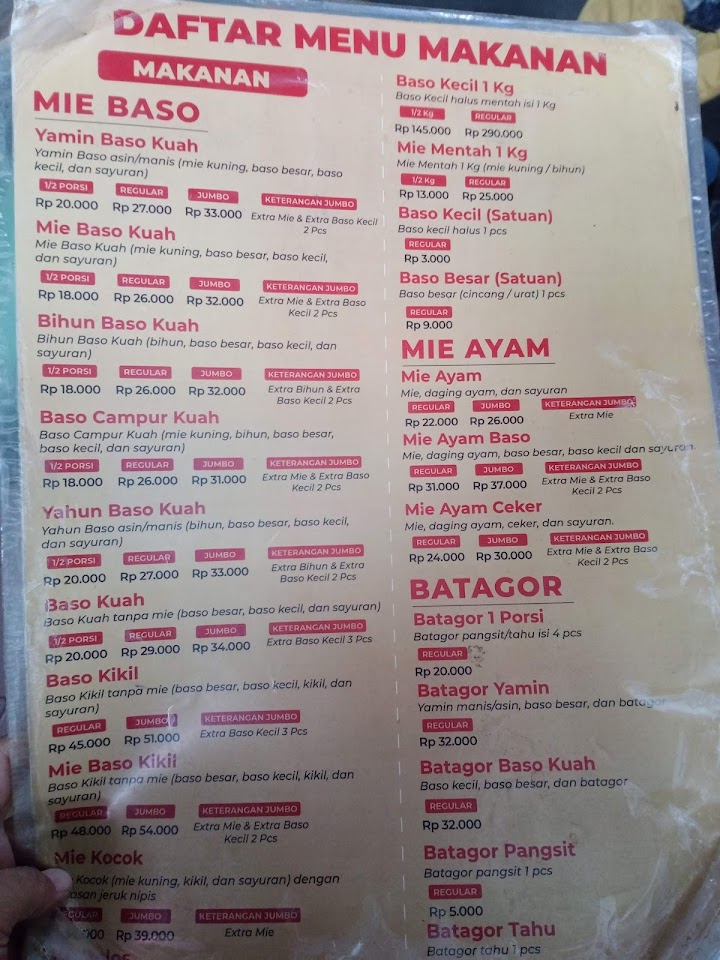 DAFTAR MENU MAKANAN
MAKANAN
MIE BASO
Yamin Baso Kuah
Yamin Baso asin/manis (mie kuning, baso besar, baso
kecil, dan sayuran)
1/2 PORSI REGULAR JUMBO KETERANGAN JUMBO
Rp 20.000 Rp 27.000 Rp 33.000 Extra Mie & Extra Baso Kecil
2 Pcs
Mie Baso Kuah
Mie Baso Kuah (mie kuning, baso besar, baso kecil,
dan sayuran)
1/2 PORSI REGULAR JUMBO KETERANGAN JUMBO
Rp 18.000 Rp 26.000 Rp 32.000 Extra Mie & Extra Baso
Kecil 2 Pcs
Bihun Baso Kuah
Bihun Baso Kuah (bihun, baso besar, baso kecil, dan
sayuran)
1/2 PORSI REGULAR JUMBO KETERANGAN JUMBO
Rp 18.000 Rp 26.000 Rp 32.000 Extra Bihun & Extra
Baso Kecil 2 Pcs
Baso Campur Kuah
Baso Campur Kuah (mie kuning, bihun, baso besar,
baso kecil, dan sayuran)
1/2 PORSI REGULAR JUMBO KETERANGAN JUMBO
Rp 18.000 Rp 26.000 Rp 31.000 Extra Mie & Extra Baso
Kecil 2 Pcs
Yahun Baso Kuah
Yahun Baso asin/manis (bihun, baso besar, baso kecil,
dan sayuran)
1/2 PORSI REGULAR JUMBO KETERANGAN JUMBO
Rp 20.000 Rp 27.000 Rp 33.000 Extra Bihun & Extra
Baso Kecil 2 Pcs
Baso Kuah
Baso Kuah tanpa mie (baso besar, baso kecil, dan sayuran)
1/2 PORSI REGULAR JUMBO KETERANGAN JUMBO
Rp 20.000 Rp 29.000 Rp 34.000 Extra Baso Kecil 3 Pcs
Baso Kikil
Baso Kikil tanpa mie (baso besar, baso kecil, kikil, dan
sayuran)
REGULAR JUMBO KETERANGAN JUMBO
Rp 45.000 Rp 51.000 Extra Baso Kecil 3 Pcs
Mie Baso Kikil
Baso Kikil tanpa mie (baso besar, baso kecil, kikil, dan
sayuran)
REGULAR JUMBO KETERANGAN JUMBO
Rp 48.000 Rp 54.000 Extra Mie & Extra Baso
Kecil 2 Pcs
Mie Kocok
Kocok (mie kuning, kikil, dan sayuran) dengan
jeruk nipis
JUMBO KETERANGAN JUMBO
Rp 39.000 Extra Mie
Baso Kecil 1 Kg
Baso Kecil halus mentah isi 1 Kg
1/2 Kg REGULAR
Rp 145.000 Rp 290.000
Mie Mentah 1 Kg
Mie Mentah 1 Kg (mie kuning / bihun)
1/2 Kg REGULAR
Rp 13.000 Rp 25.000
Baso Kecil (Satuan)
Baso kecil halus 1 pcs
REGULAR
Rp 3.000
Baso Besar (Satuan)
Baso besar (cincang / urat) 1 pcs
REGULAR
Rp 9.000
MIE AYAM
Mie Ayam
Mie, daging ayam, dan sayuran
REGULAR JUMBO KETERANGAN JUMBO
Rp 22.000 Rp 26.000 Extra Mie
Mie Ayam Baso
Mie, daging ayam, baso besar, baso kecil dan sayuran.
REGULAR JUMBO KETERANGAN JUMBO
Rp 31.000 Rp 37.000 Extra Mie & Extra Baso
Kecil 2 Pcs
Mie Ayam Ceker
Mie, daging ayam, ceker, dan sayuran.
REGULAR JUMBO KETERANGAN JUMBO
Rp 24.000 Rp 30.000 Extra Mie & Extra Baso
Kecil 2 Pcs
BATAGOR
Batagor 1 Porsi
Batagor pangsit/tahu isi 4 pcs
REGULAR
Rp 20.000
Batagor Yamin
Yamin manis/asin, baso besar, dan batagor
REGULAR
Rp 32.000
Batagor Baso Kuah
Baso kecil, baso besar, dan batagor
REGULAR
Rp 32.000
Batagor Pangsit
Batagor pangsit 1 pcs
REGULAR
Rp 5.000
Batagor Tahu
Batagor tahu 1 pcs